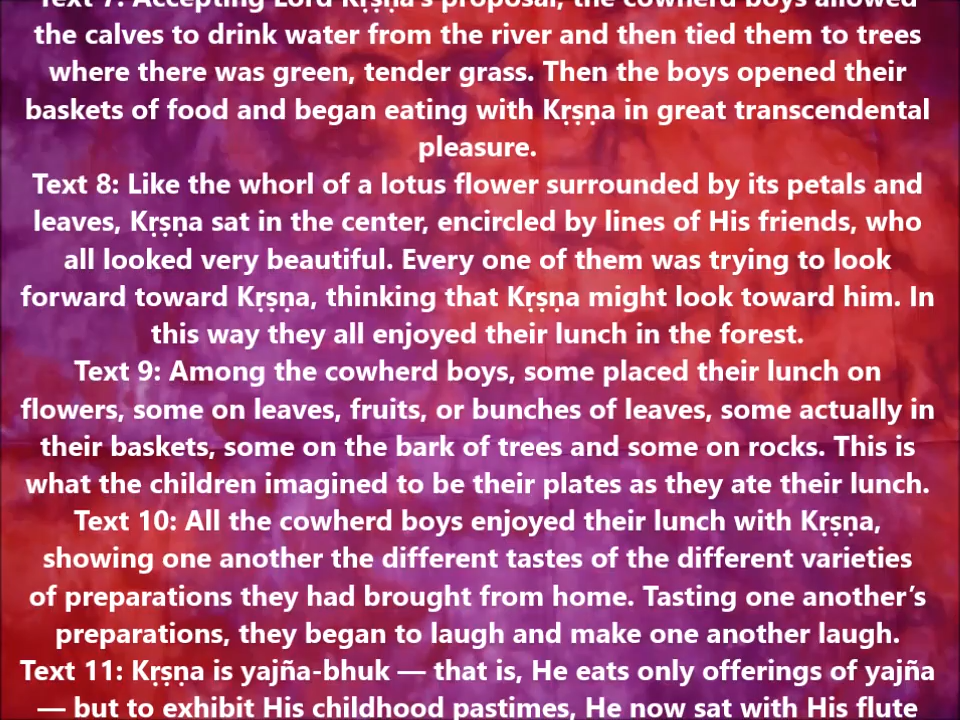 Text 7: Accepting Lord Kṛṣṇa's proposal, the cowherd boys allowed
the calves to drink water from the river and then tied them to trees
where there was green, tender grass. Then the boys opened their
baskets of food and began eating with Kṛṣṇa in great transcendental
pleasure.
Text 8: Like the whorl of a lotus flower surrounded by its petals and
leaves, Kṛṣṇa sat in the center, encircled by lines of His friends, who
all looked very beautiful. Every one of them was trying to look
forward toward Kṛṣṇa, thinking that Kṛṣṇa might look toward him. In
this way they all enjoyed their lunch in the forest.
Text 9: Among the cowherd boys, some placed their lunch on
flowers, some on leaves, fruits, or bunches of leaves, some actually in
their baskets, some on the bark of trees and some on rocks. This is
what the children imagined to be their plates as they ate their lunch.
Text 10: All the cowherd boys enjoyed their lunch with Kṛṣṇa,
showing one another the different tastes of the different varieties
of preparations they had brought from home. Tasting one another’s
preparations, they began to laugh and make one another laugh.
Text 11: Kṛṣṇa is yajña-bhuk — that is, He eats only offerings of yajña
— but to exhibit His childhood pastimes, He now sat with His flute